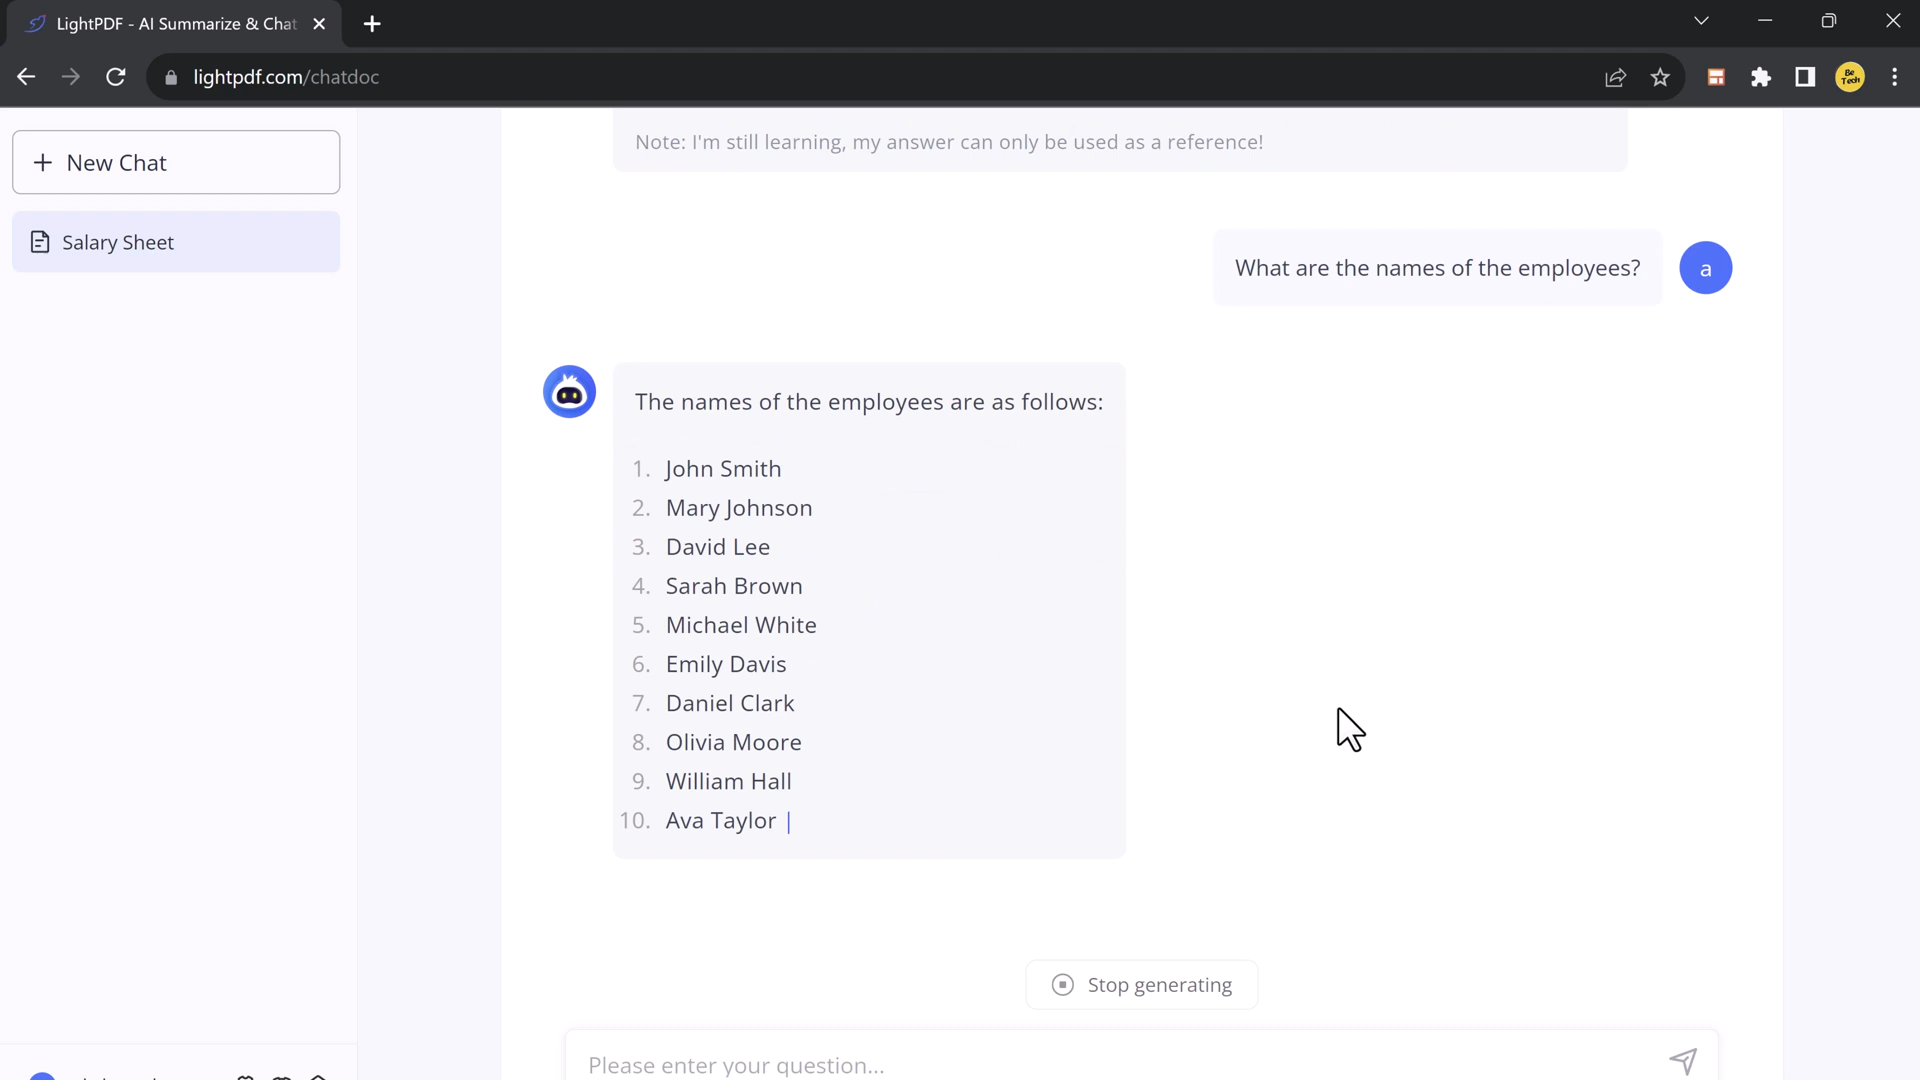 LightPDF - AI Summarize & Chat
lightpdf.com/chatdoc
Be
Tech
New Chat
Salary Sheet
Note: I'm still learning, my answer can only be used as a reference!
What are the names of the employees?
a
The names of the employees are as follows:
1. John Smith
2. Mary Johnson
3. David Lee
4. Sarah Brown
5. Michael White
6. Emily Davis
7. Daniel Clark
8. Olivia Moore
9. William Hall
10. Ava Taylor
Stop generating
Please enter your question...